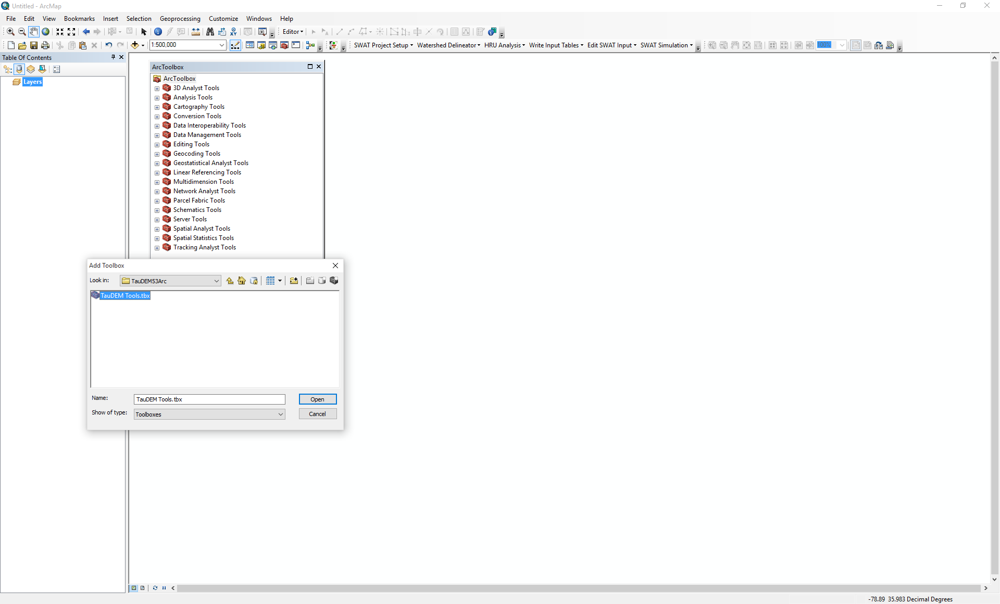 Untitled - ArcMap
File Edit View Bookmarks Insert Selection Geoprocessing Customize Windows Help
Editor
1:500,000
SWAT Project Setup Watershed Delineator HRU Analysis Write Input Tables Edit SWAT Input SWAT Simulation 100%
Table Of Contents
Layers
ArcToolbox
ArcToolbox
3D Analyst Tools
Analysis Tools
Cartography Tools
Conversion Tools
Data Interoperability Tools
Data Management Tools
Editing Tools
Geocoding Tools
Geostatistical Analyst Tools
Linear Referencing Tools
Multidimension Tools
Network Analyst Tools
Parcel Fabric Tools
Schematics Tools
Server Tools
Spatial Analyst Tools
Spatial Statistics Tools
Tracking Analyst Tools
Add Toolbox
Look in: TauDEM53Arc
TauDEM Tools.tbx
Name: TauDEM Tools.tbx Open
Show of type: Toolboxes Cancel
-78.89 35.983 Decimal Degrees